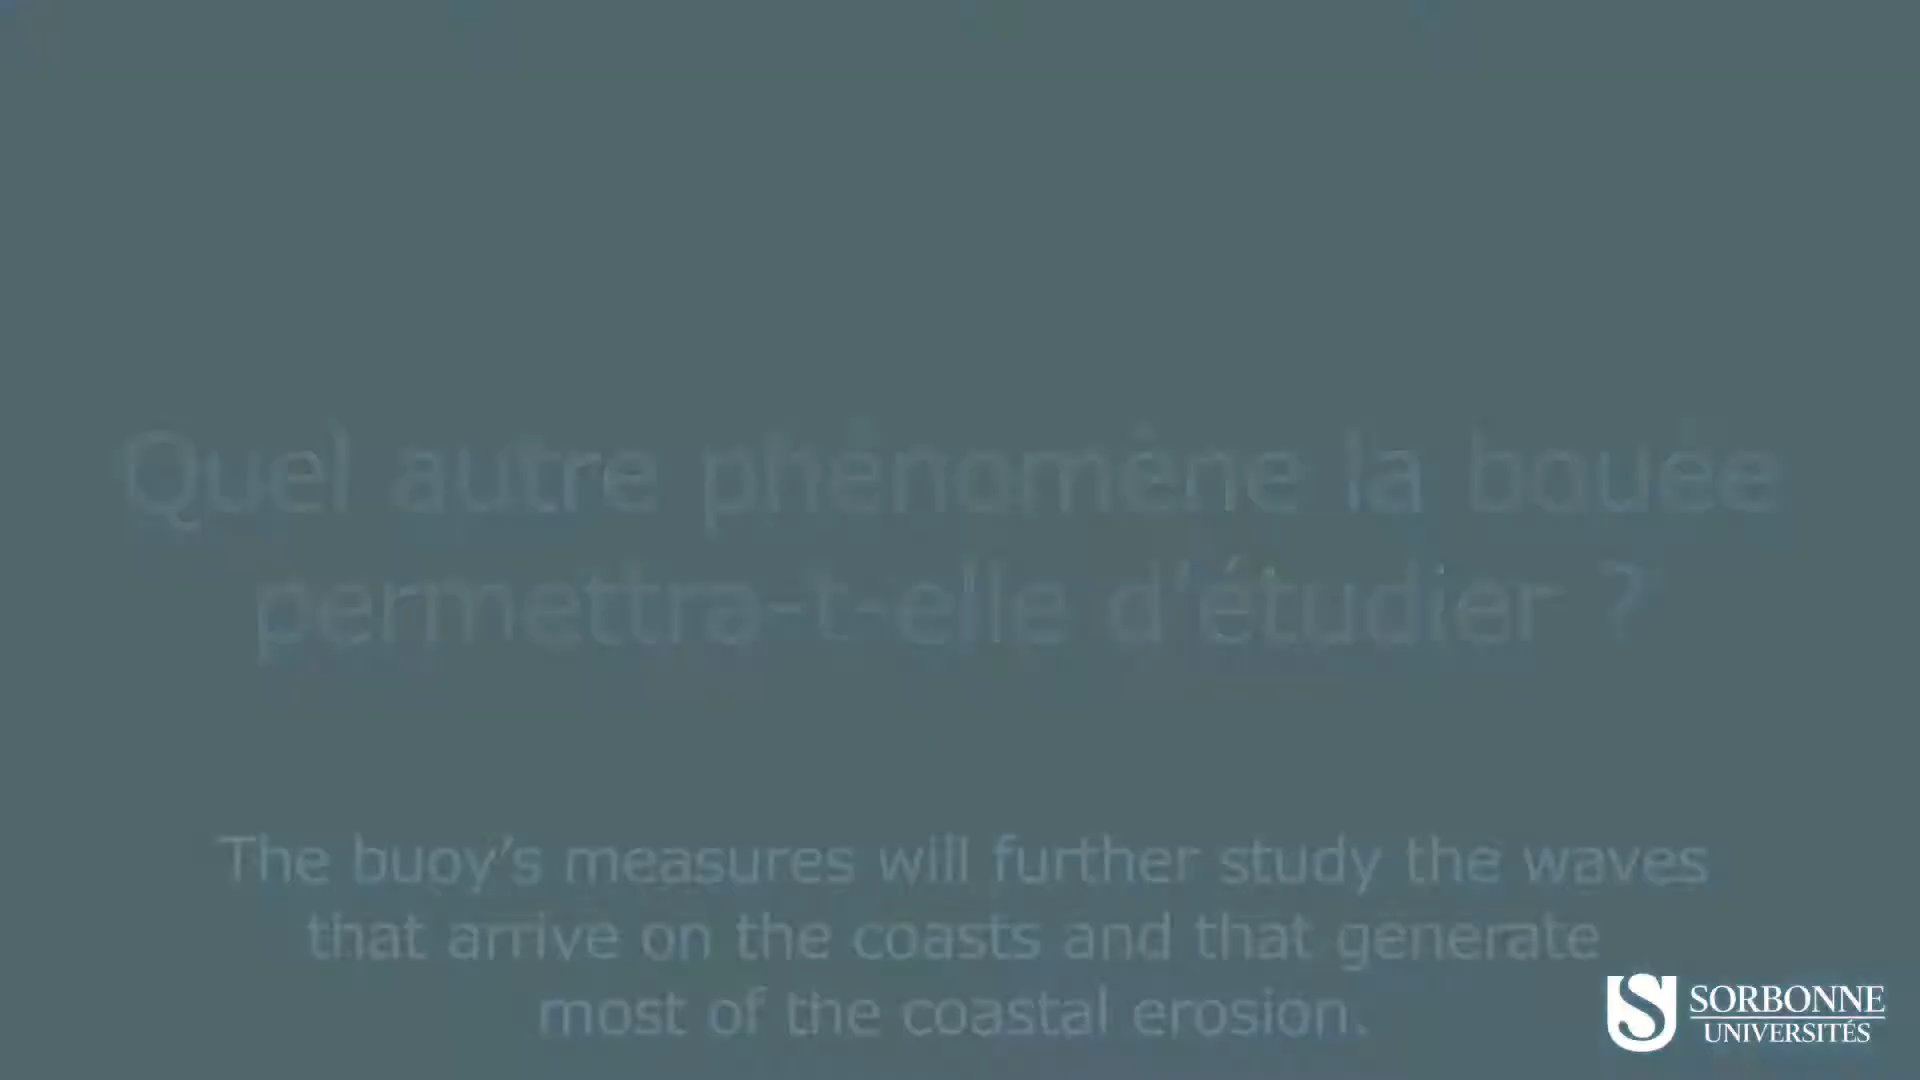 Quel autre phénomène la bouée
permettra-t-elle d'étudier ?
The buoy's measures will further study the waves
that arrive on the coasts and that generate
most of the coastal erosion.
SORBONNE
UNIVERSITÉS